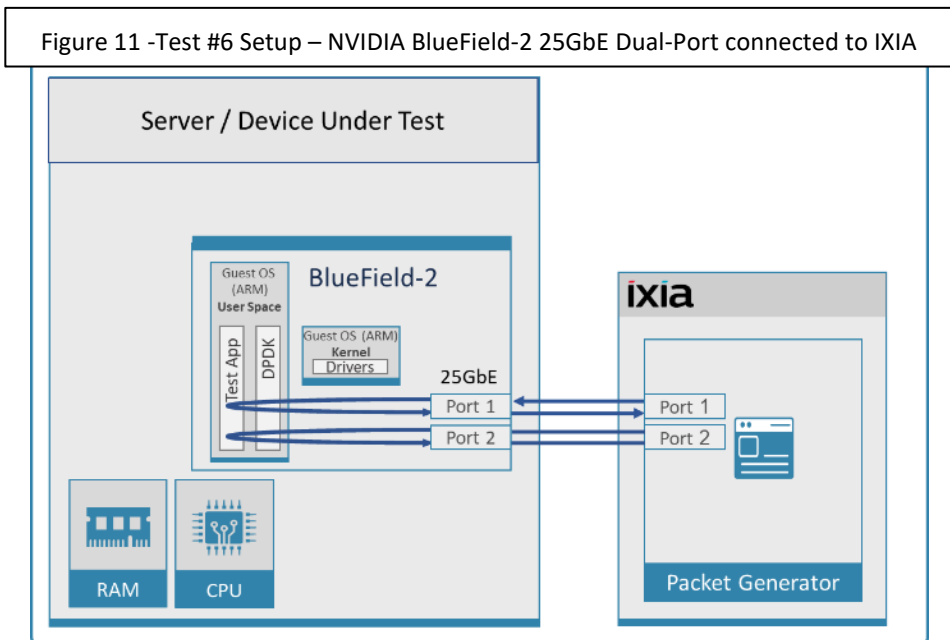 Figure 11 -Test #6 Setup – NVIDIA BlueField-2 25GbE Dual-Port connected to IXIA
Server / Device Under Test
Guest OS
(ARM)
User Space
BlueField-2
Test App
DPDK
Guest OS (ARM)
Kernel
Drivers
25GbE
Port 1
Port 2
ixia
Port 1
Port 2
Packet Generator
RAM
CPU